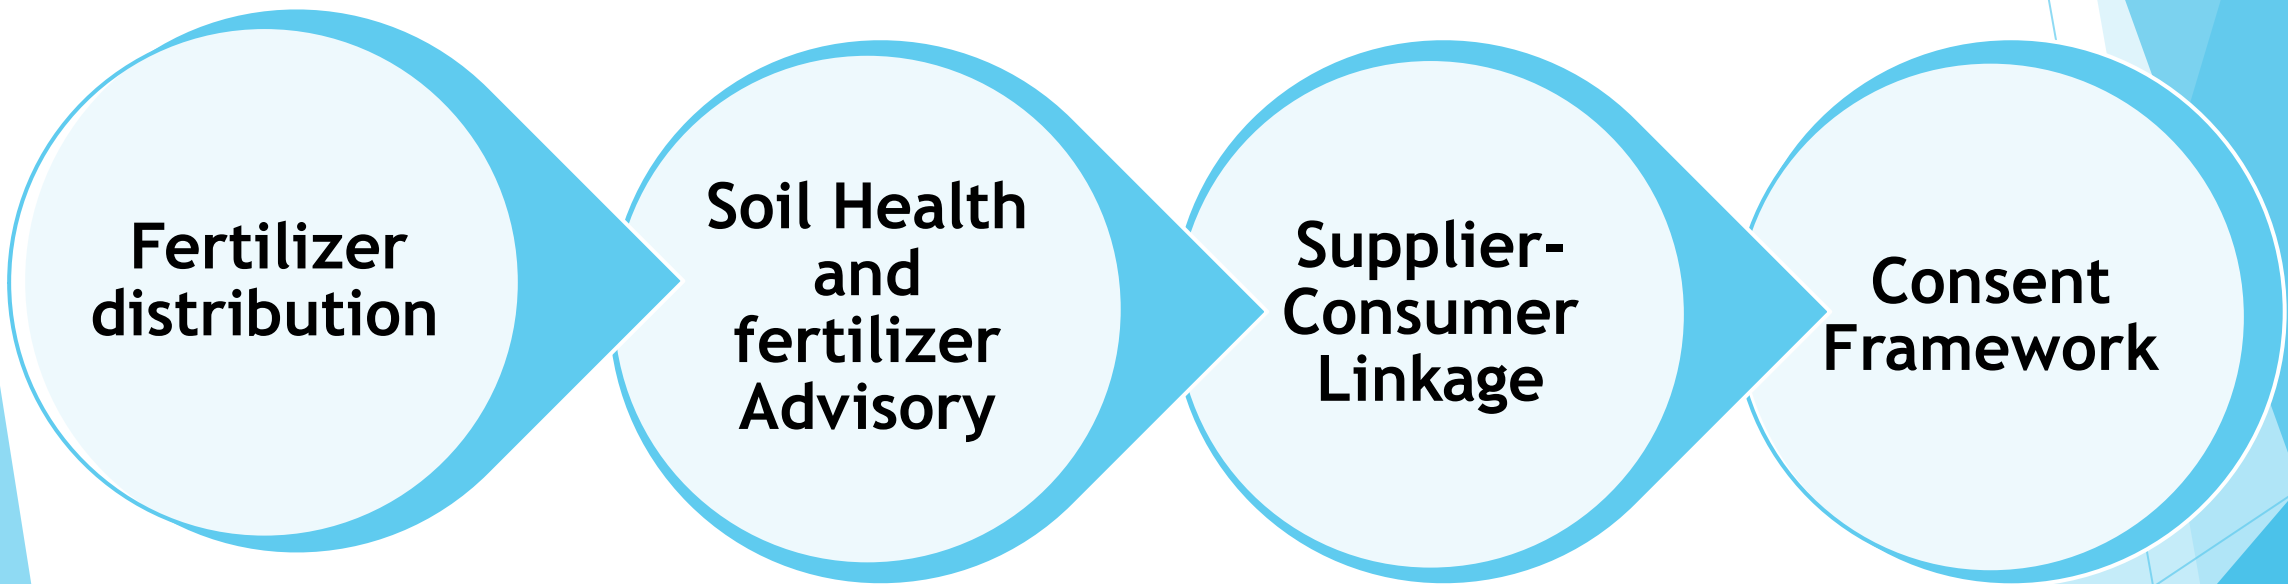 Fertilizer
distribution
Soil Health
and
fertilizer
Advisory
Supplier-
Consumer
Linkage
Consent
Framework